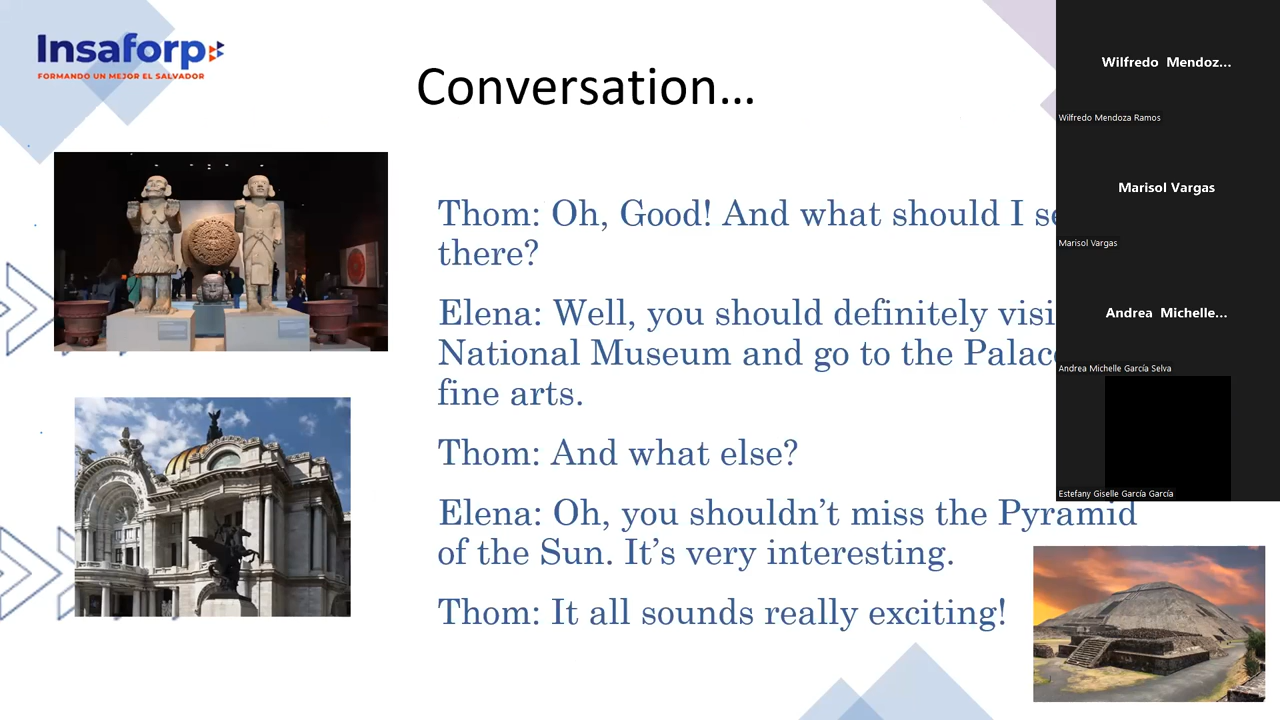 Insaforp
FORMANDO UN MEJOR EL SALVADOR
Conversation...
Thom: Oh, Good! And what should I
there?
Elena: Well, you should definitely
National Museum and go to the
fine arts.
Thom: And what else?
Elena: Oh, you shouldn’t miss the Pyramid
of the Sun. It’s very interesting.
Thom: It all sounds really exciting!
Wilfredo Mendoz...
Wilfredo Mendoza Ramos
Marisol Vargas
Marisol Vargas
Andrea Michelle...
Andrea Michelle García Selva
Estefany Giselle García García